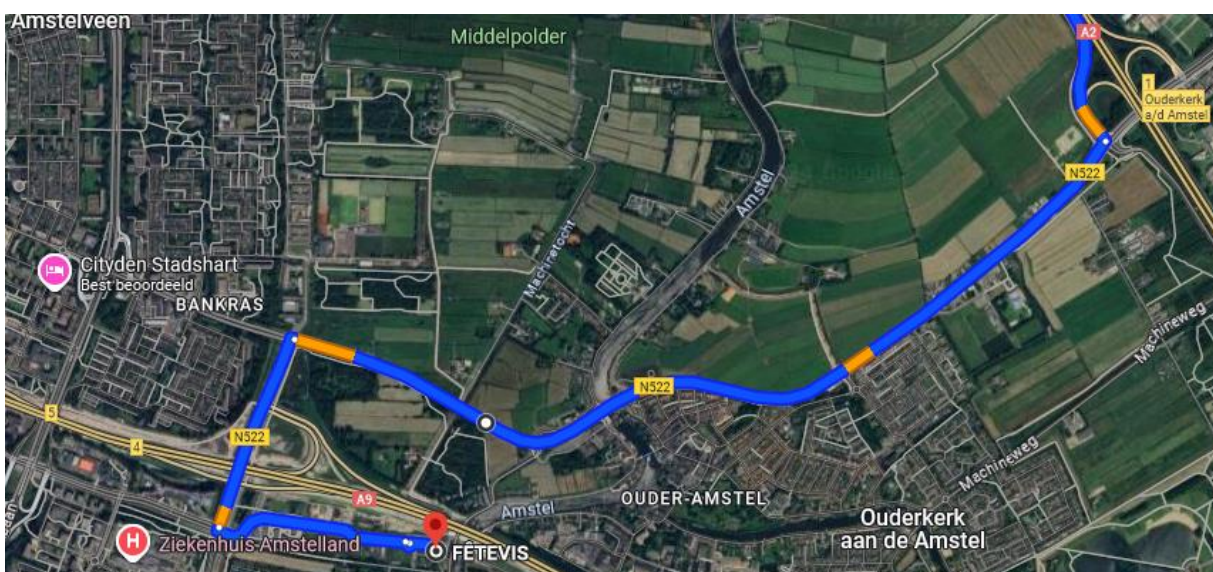 Amstelveen
Middelpolder
A2
1
Ouderkerk
a/d Amstel
N522
Amstel
Machinetocht
Cityden Stadshart
Best beoordeeld
BANKRAS
Machineweg
N522
5
4
N522
A9
Machineweg
OUDER-AMSTEL
Amstel
Ouderkerk
aan de Amstel
H
Ziekenhuis Amstelland
FÊTEVIS